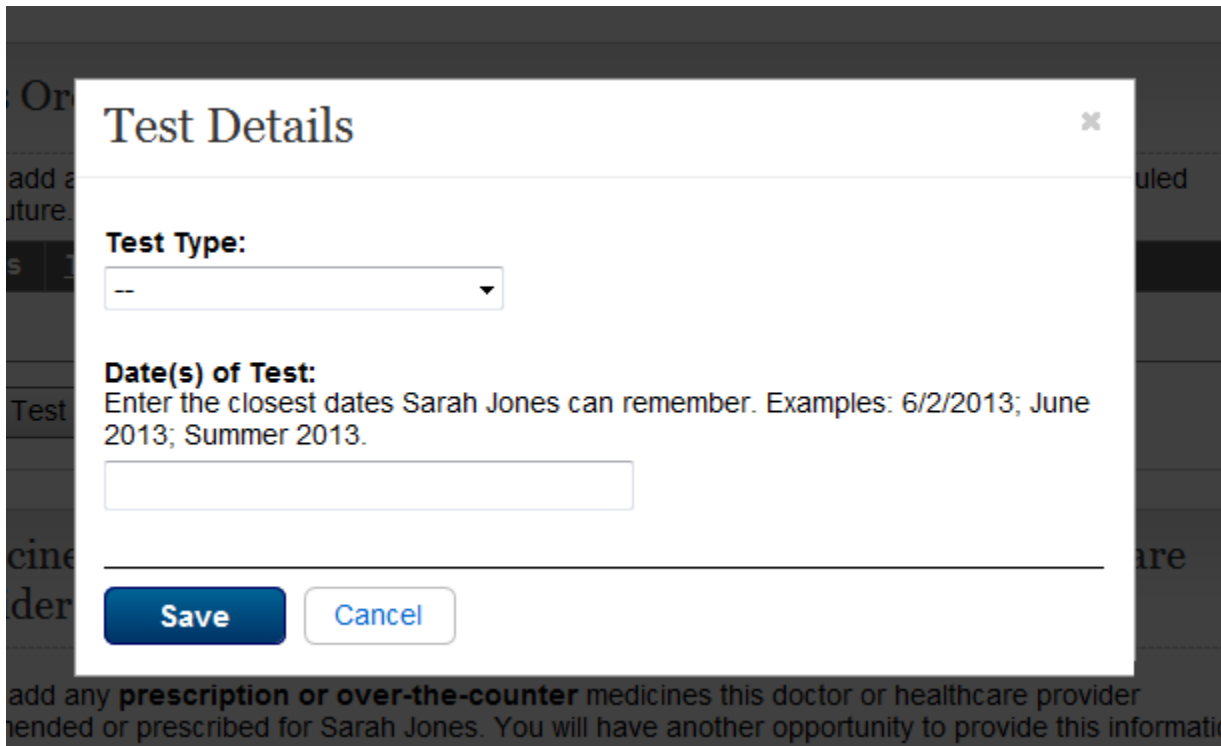 Or
Test Details
add a
uled
uture.
Test Type:
s
--
Date(s) of Test:
Enter the closest dates Sarah Jones can remember. Examples: 6/2/2013; June
Test
2013; Summer 2013.
cine
are
der
Save Cancel
add any prescription or over-the-counter medicines this doctor or healthcare provider
nended or prescribed for Sarah Jones. You will have another opportunity to provide this informati